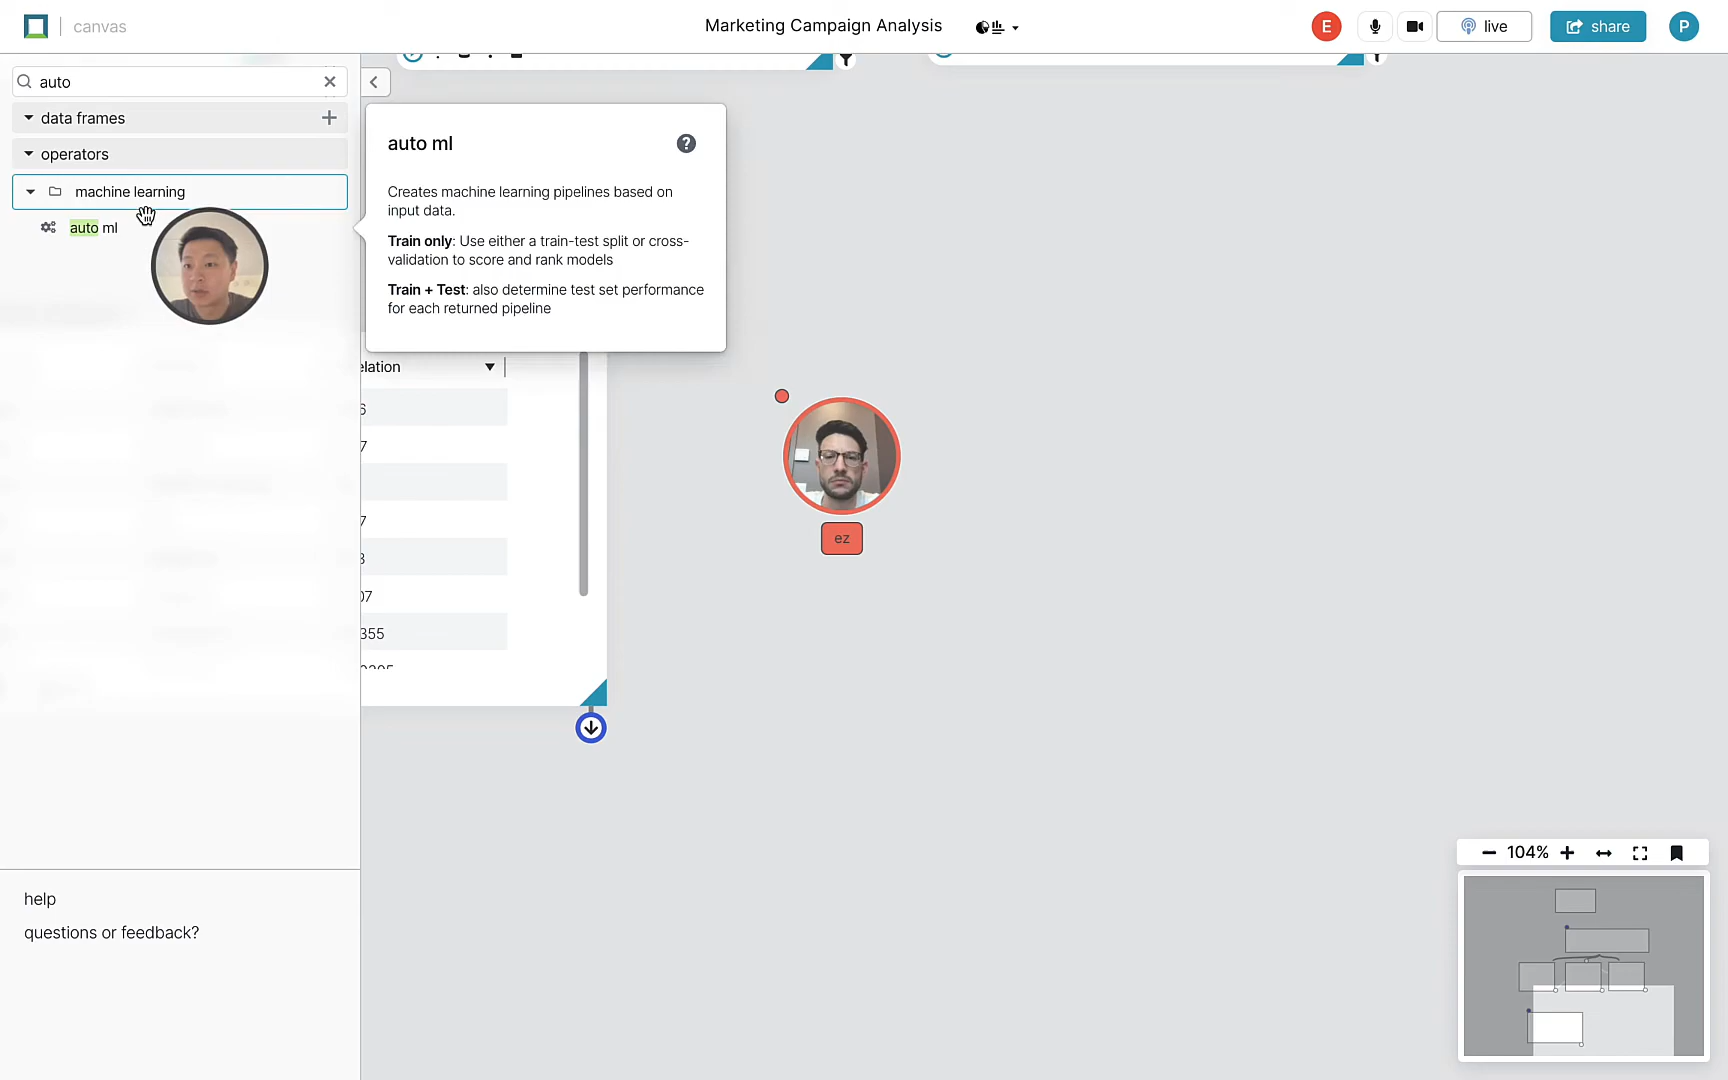 canvas
Marketing Campaign Analysis
E
live
share
P
auto
data frames
operators
machine learning
auto ml
auto ml
?
Creates machine learning pipelines based on
input data.
Train only: Use either a train-test split or cross-
validation to score and rank models
Train + Test: also determine test set performance
for each returned pipeline
elation
6
7
7
3
07
355
ez
104%
help
questions or feedback?